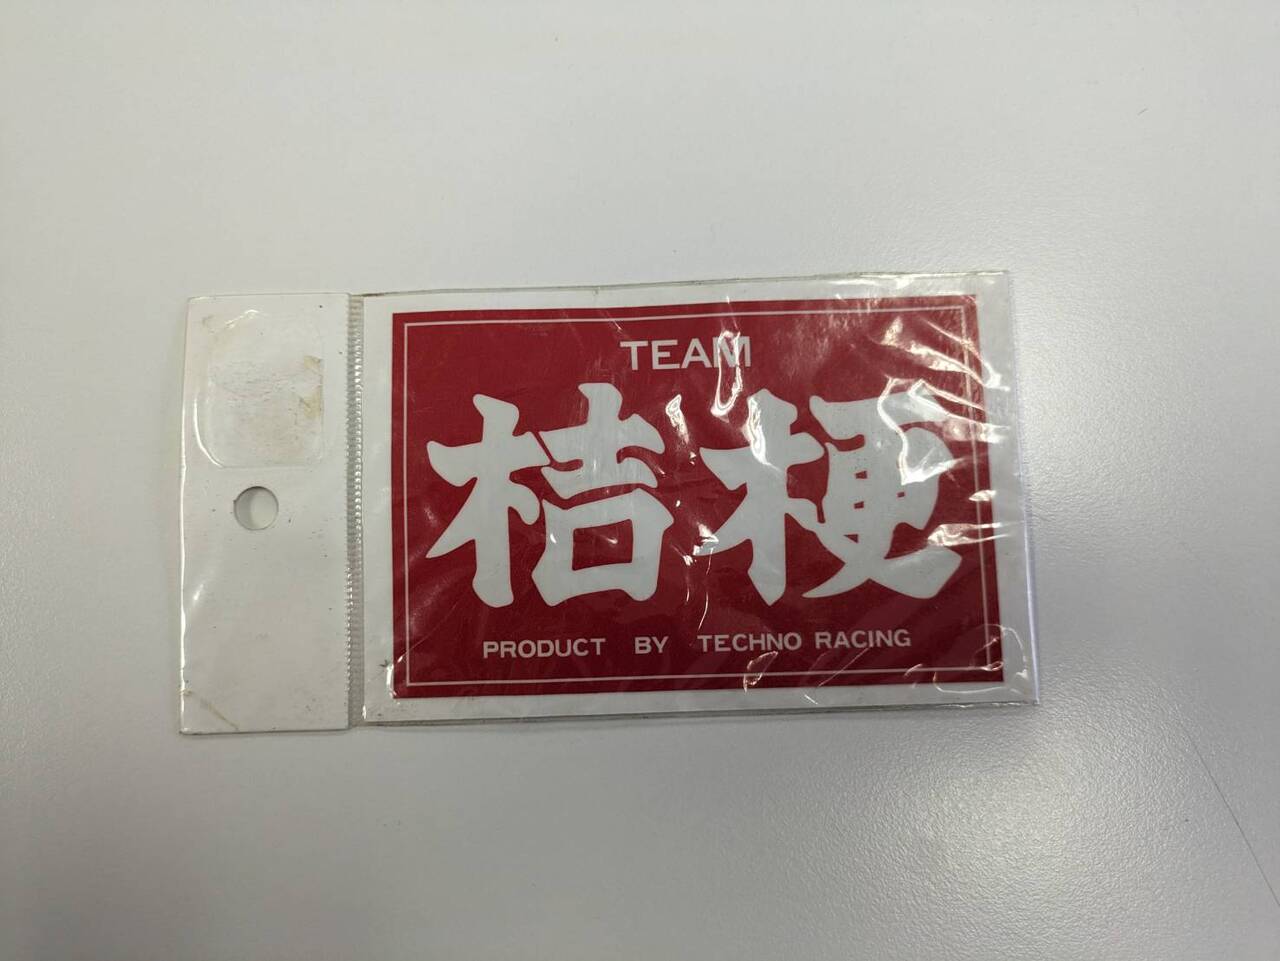 TEAM
桔梗
PRODUCT BY TECHNO RACING